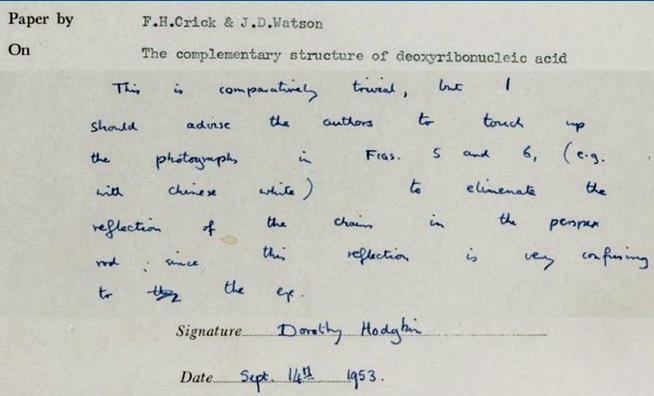 Paper by F.H.Crick & J.D.Watson
On The complementary structure of deoxyribonucleic acid
This is comparatively trivial, but I
should advise the authors to touch up
the photographs in FIGS. 5 and 6, (e.g.
with chinese white) to elimenate the
reflection of the chains in the perspex
rod, since this reflection is very confusing
to the eye.
Signature Dorothy Hodgkin
Date Sept. 14th 1953.